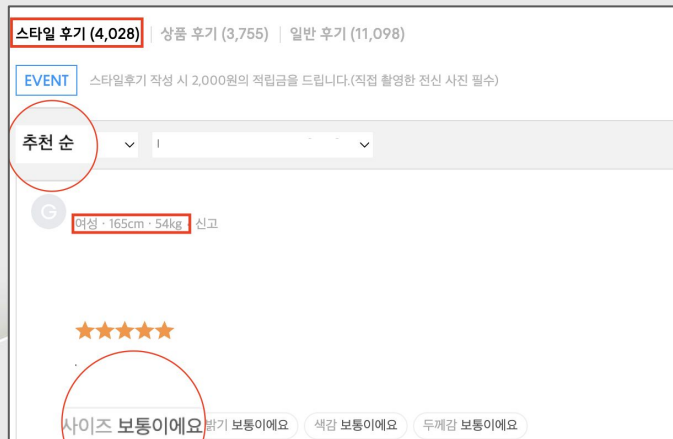 스타일 후기 (4,028) | 상품 후기 (3,755) | 일반 후기 (11,098)
EVENT 스타일후기 작성 시 2,000원의 적립금을 드립니다.(직접 촬영한 전신 사진 필수)
추천 순
G
여성 · 165cm · 54kg · 신고
사이즈 보통이에요 밝기 보통이에요 색감 보통이에요 두께감 보통이에요